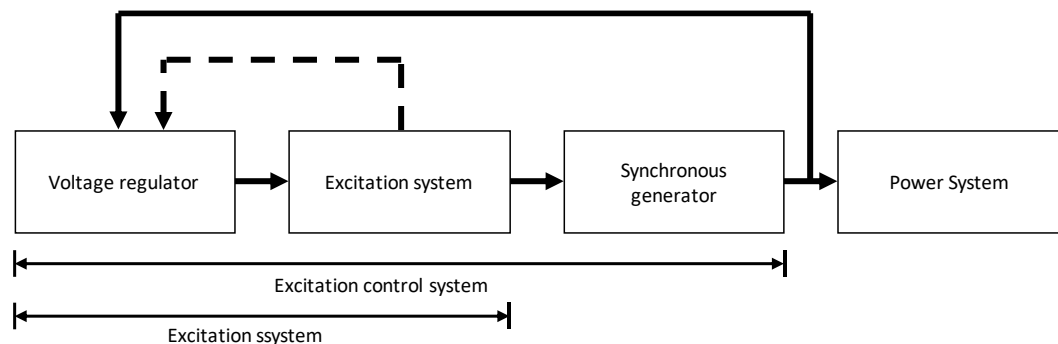 Voltage regulator
Excitation system
Synchronous
generator
Power System
Excitation control system
Excitation ssystem